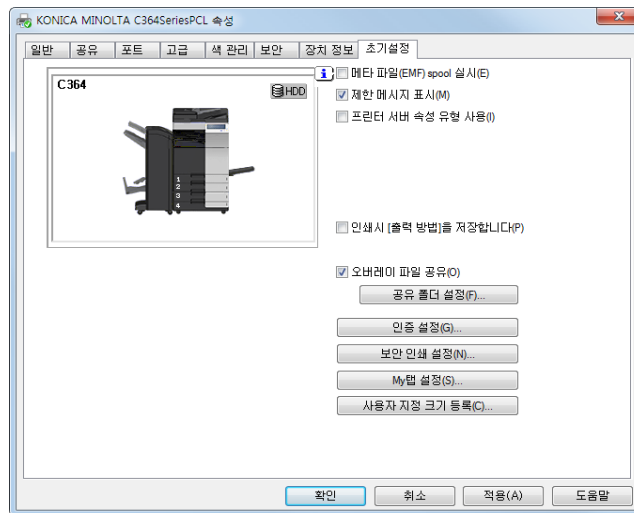 KONICA MINOLTA C364SeriesPCL 속성
일반 공유 포트 고급 색 관리 보안 장치 정보 초기설정
C364
HDD
메타 파일(EMF) spool 실시(E)
제한 메시지 표시(M)
프린터 서버 속성 유형 사용(I)
1
2
3
4
인쇄시 [출력 방법]을 저장합니다(P)
오버레이 파일 공유(O)
공유 폴더 설정(F)...
인증 설정(G)...
보안 인쇄 설정(N)...
My탭 설정(S)...
사용자 지정 크기 등록(C)...
확인 취소 적용(A) 도움말